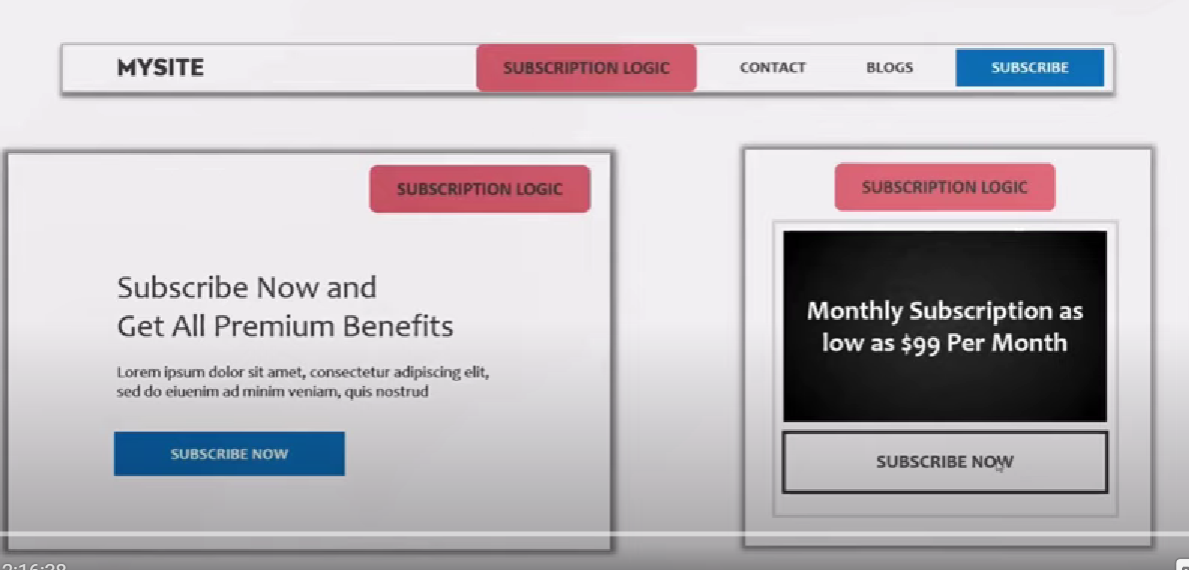 MYSITE
SUBSCRIPTION LOGIC
CONTACT
BLOGS
SUBSCRIBE
SUBSCRIPTION LOGIC
Subscribe Now and
Get All Premium Benefits
Lorem ipsum dolor sit amet, consectetur adipiscing elit,
sed do eiuenim ad minim veniam, quis nostrud
SUBSCRIBE NOW
SUBSCRIPTION LOGIC
Monthly Subscription as
low as $99 Per Month
SUBSCRIBE NOW